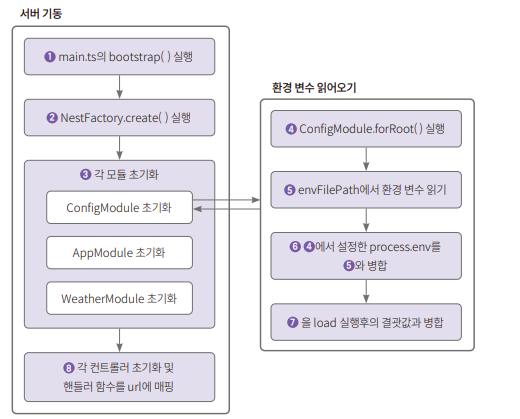 서버 기동
❶ main.ts의 bootstrap( ) 실행
❷ NestFactory.create( ) 실행
❸ 각 모듈 초기화
ConfigModule 초기화
AppModule 초기화
WeatherModule 초기화
❽ 각 컨트롤러 초기화 및
핸들러 함수를 url에 매핑
환경 변수 읽어오기
❹ ConfigModule.forRoot( ) 실행
❺ envFilePath에서 환경 변수 읽기
❻ ❹에서 설정한 process.env를
❺와 병합
❼ 을 load 실행후의 결괏값과 병합